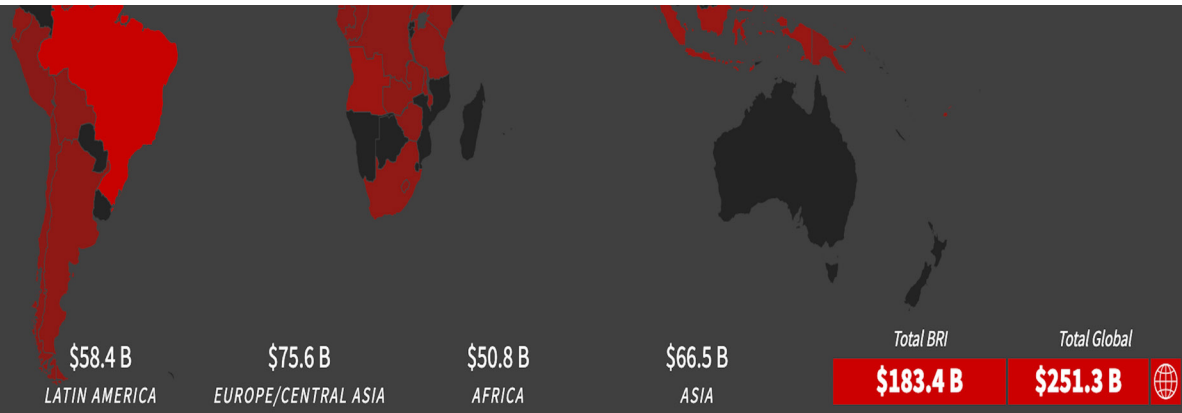 Total BRI
Total Global
$58.4 B
$75.6 B
$50.8 B
$66.5 B
$183.4 B
$251.3 B
LATIN AMERICA
EUROPE/CENTRAL ASIA
AFRICA
ASIA